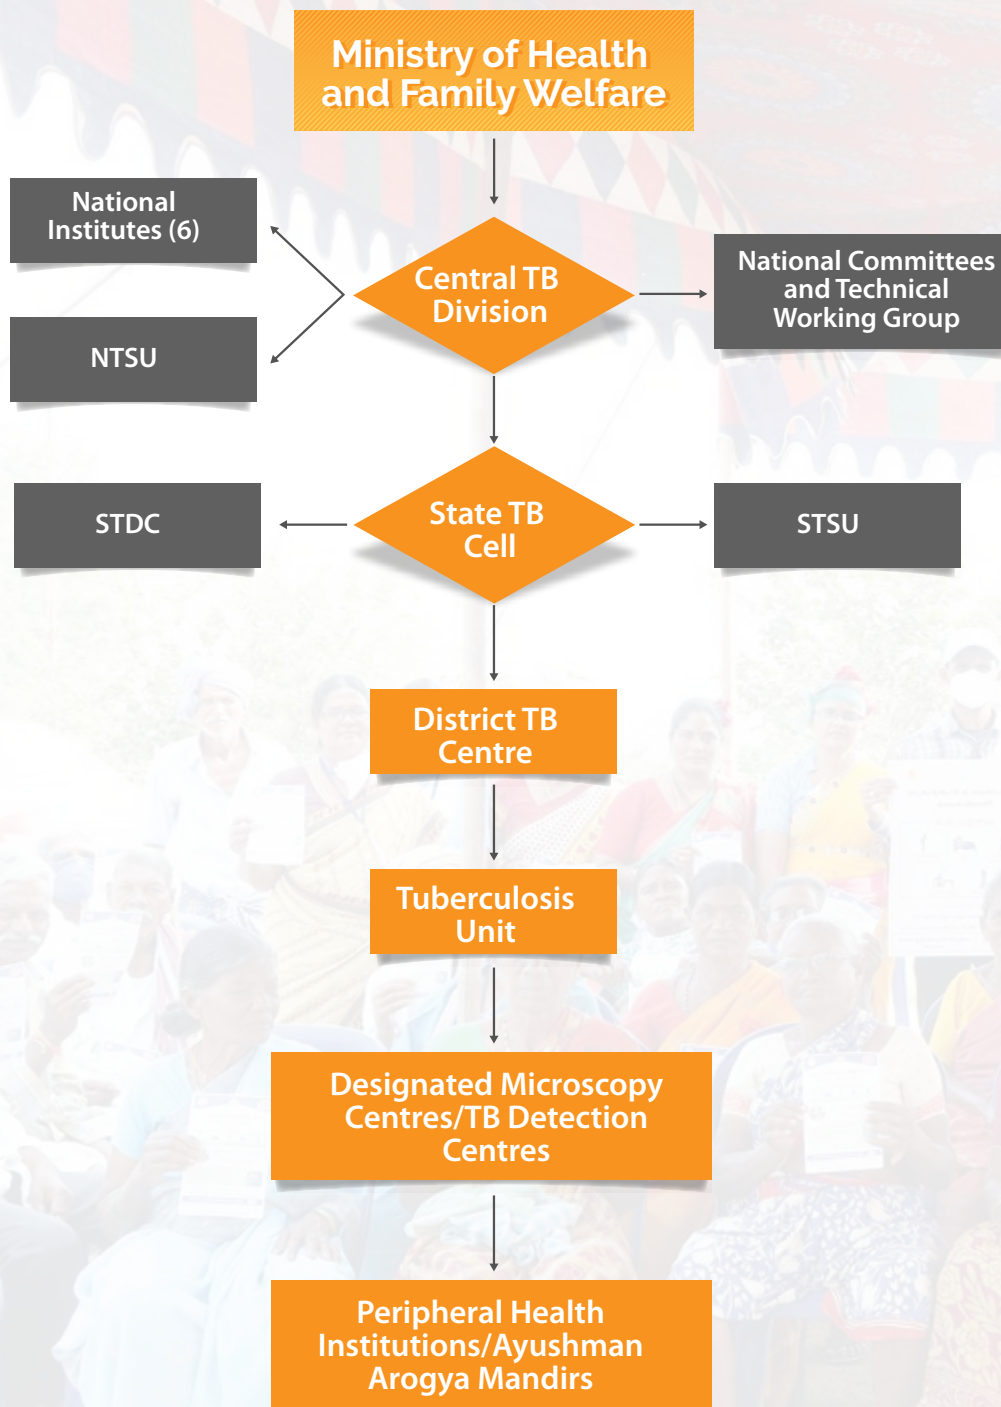 Ministry of Health
and Family Welfare
National
Institutes (6)
Central TB
Division
National Committees
and Technical
Working Group
NTSU
STDC
State TB
Cell
STSU
District TB
Centre
Tuberculosis
Unit
Designated Microscopy
Centres/TB Detection
Centres
Peripheral Health
Institutions/Ayushman
Arogya Mandirs